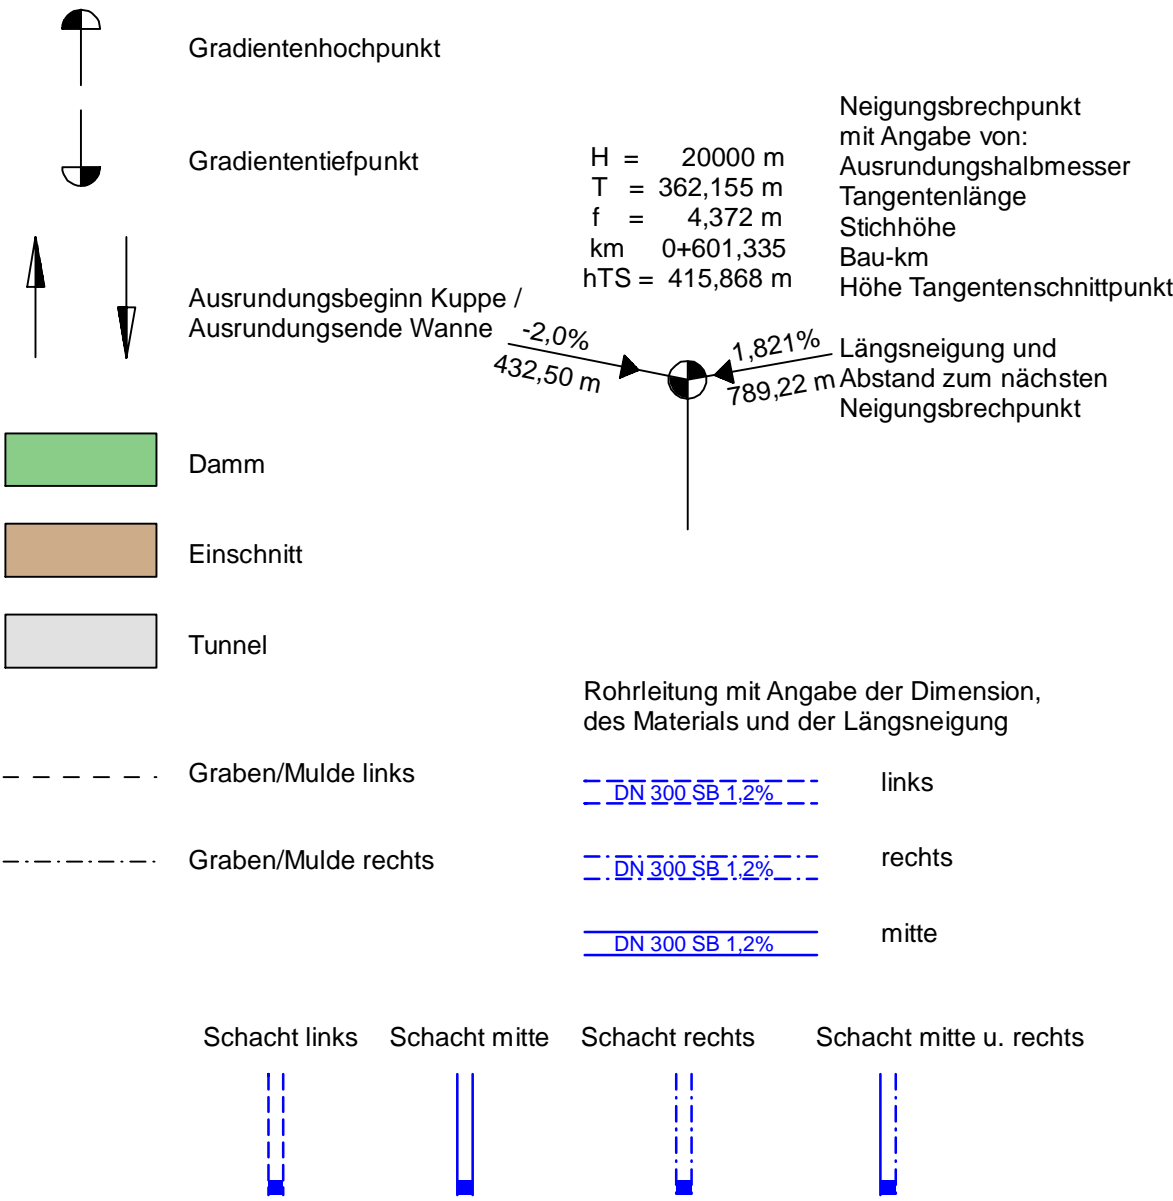 Gradientenhochpunkt
Gradiententiefpunkt
H = 20000 m
T = 362,155 m
f = 4,372 m
km 0+601,335
hTS = 415,868 m
Neigungsbrechpunkt
mit Angabe von:
Ausrundungshalbmesser
Tangentenlänge
Stichhöhe
Bau-km
Höhe Tangentenschnittpunkt
Ausrundungsbeginn Kuppe /
Ausrundungsende Wanne
-2,0%
432,50 m
1,821%
789,22 m
Längsneigung und
Abstand zum nächsten
Neigungsbrechpunkt
Damm
Einschnitt
Tunnel
Rohrleitung mit Angabe der Dimension,
des Materials und der Längsneigung
Graben/Mulde links
DN 300 SB 1,2%
links
Graben/Mulde rechts
DN 300 SB 1,2%
rechts
DN 300 SB 1,2%
mitte
Schacht links
Schacht mitte
Schacht rechts
Schacht mitte u. rechts